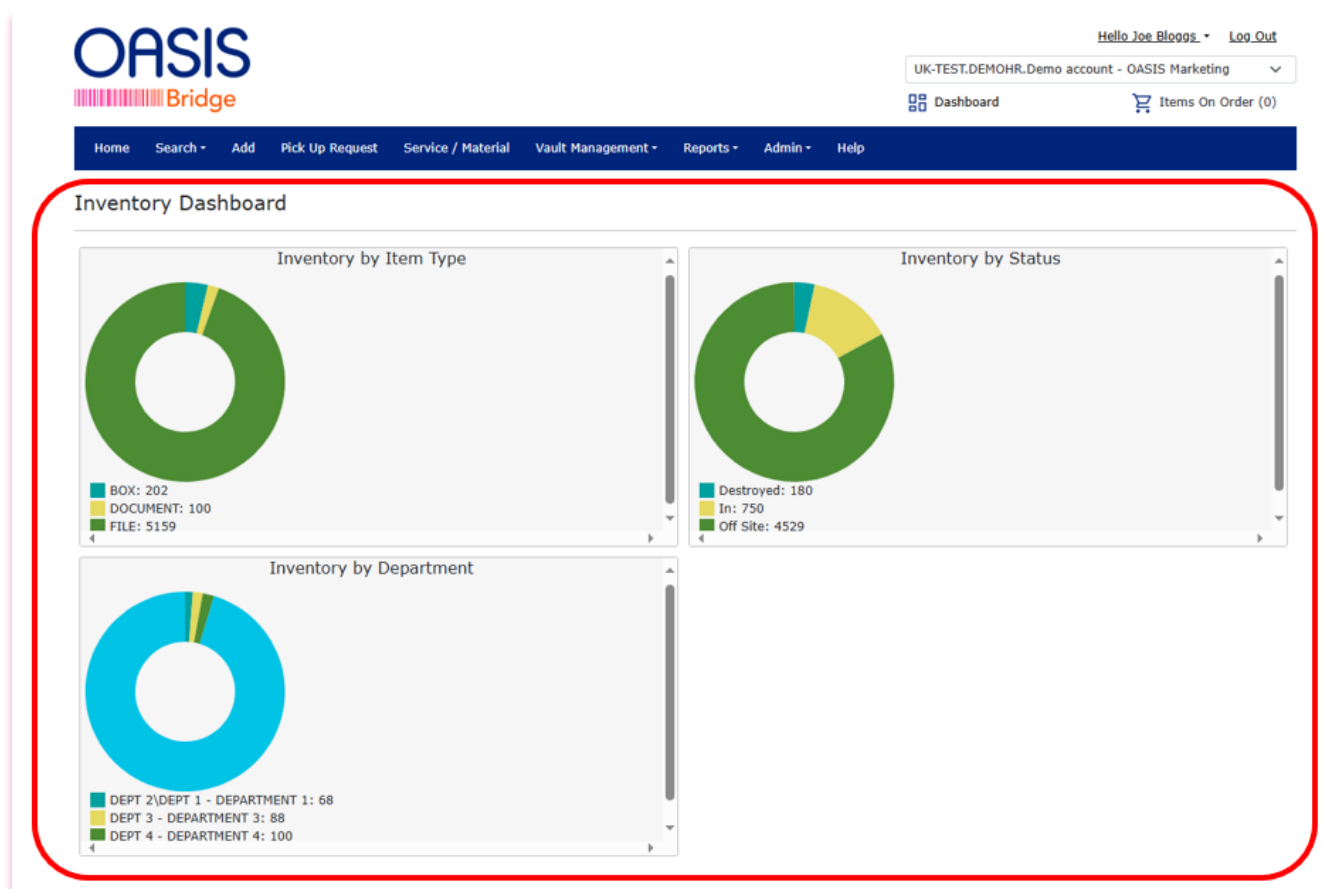 OASIS
Bridge
Hello Joe Bloggs Log Out
UK-TEST.DEMOHR.Demo account - OASIS Marketing
Dashboard Items On Order (0)
Home Search Add Pick Up Request Service / Material Vault Management Reports Admin Help
Inventory Dashboard
Inventory by Item Type
BOX: 202
DOCUMENT: 100
FILE: 5159
Inventory by Status
Destroyed: 180
In: 750
Off Site: 4529
Inventory by Department
DEPT 2\DEPT 1 - DEPARTMENT 1: 68
DEPT 3 - DEPARTMENT 3: 88
DEPT 4 - DEPARTMENT 4: 100